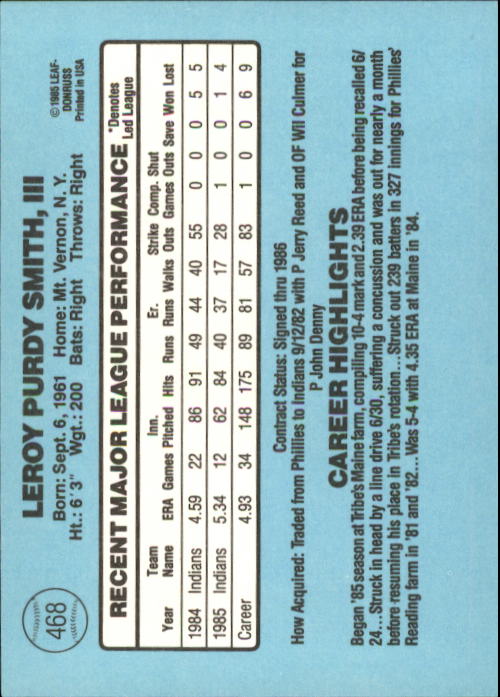 468
LEROY PURDY SMITH, III
Born: Sept. 6, 1961 Home: Mt. Vernon, N. Y.
Ht.: 6'3" Wgt.: 200 Bats: Right Throws: Right
©1985 LEAF-
DONRUSS
Printed in USA
RECENT MAJOR LEAGUE PERFORMANCE
*Denotes
Led League
Team Inn. Er. Strike Comp. Shut
Year Name ERA Games Pitched Hits Runs Runs Walks Outs Games Outs Save Won Lost
1984 Indians 4.59 22 86 91 49 44 40 55 0 0 0 5 5
1985 Indians 5.34 12 62 84 40 37 17 28 1 0 0 1 4
Career 4.93 34 148 175 89 81 57 83 1 0 0 6 9
Contract Status: Signed thru 1986
How Acquired: Traded from Phillies to Indians 9/12/82 with P Jerry Reed and OF Wil Culmer for
P John Denny
CAREER HIGHLIGHTS
Began '85 season at Tribe's Maine farm, compiling 10-4 mark and 2.39 ERA before being recalled 6/
24...Struck in head by a line drive 6/30, suffering a concussion and was out for nearly a month
before resuming his place in Tribe's rotation...Struck out 239 batters in 327 innings for Phillies'
Reading farm in '81 and '82...Was 5-4 with 4.35 ERA at Maine in '84.